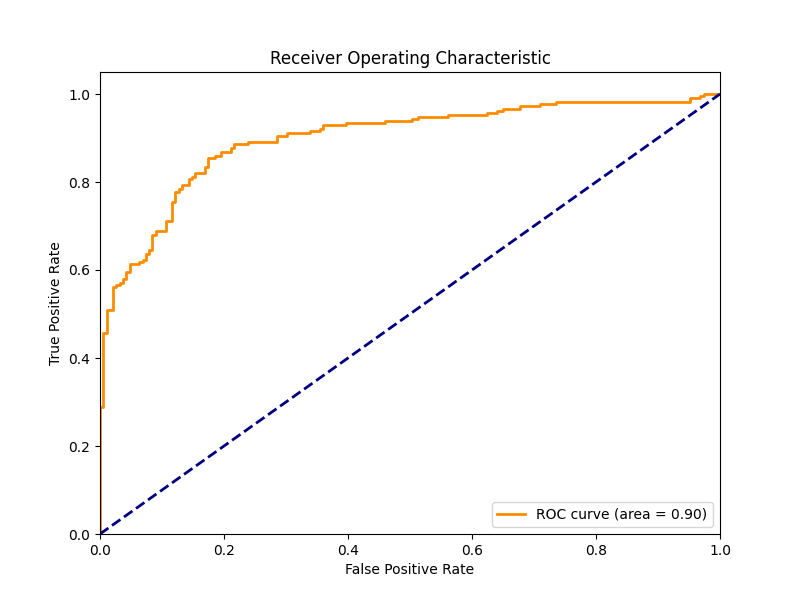 Receiver Operating Characteristic
True Positive Rate
1.0
0.8
0.6
0.4
0.2
0.0
0.0 0.2 0.4 0.6 0.8 1.0
False Positive Rate
ROC curve (area = 0.90)